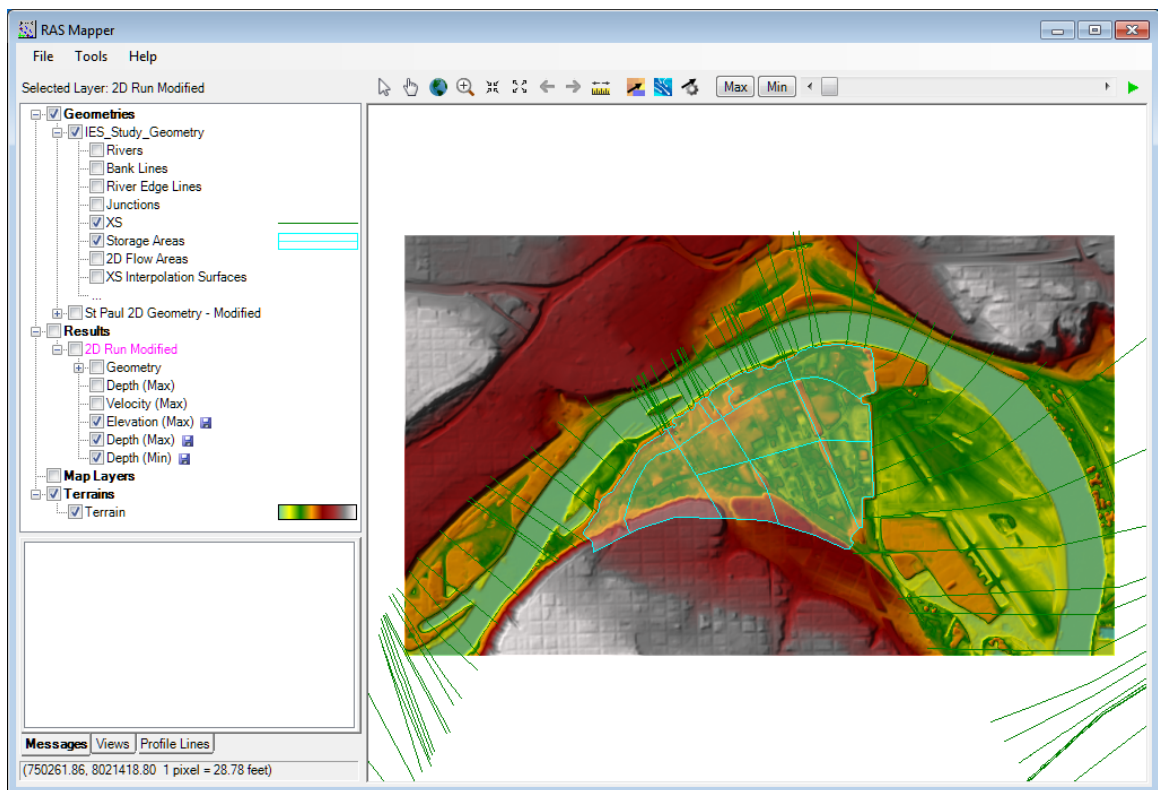 RAS Mapper
File Tools Help
Selected Layer: 2D Run Modified
Max Min
Geometries
IES_Study_Geometry
Rivers
Bank Lines
River Edge Lines
Junctions
XS
Storage Areas
2D Flow Areas
XS Interpolation Surfaces
...
St Paul 2D Geometry - Modified
Results
2D Run Modified
Geometry
Depth (Max)
Velocity (Max)
Elevation (Max)
Depth (Max)
Depth (Min)
Map Layers
Terrains
Terrain
Messages Views Profile Lines
(750261.86, 8021418.80 1 pixel = 28.78 feet)